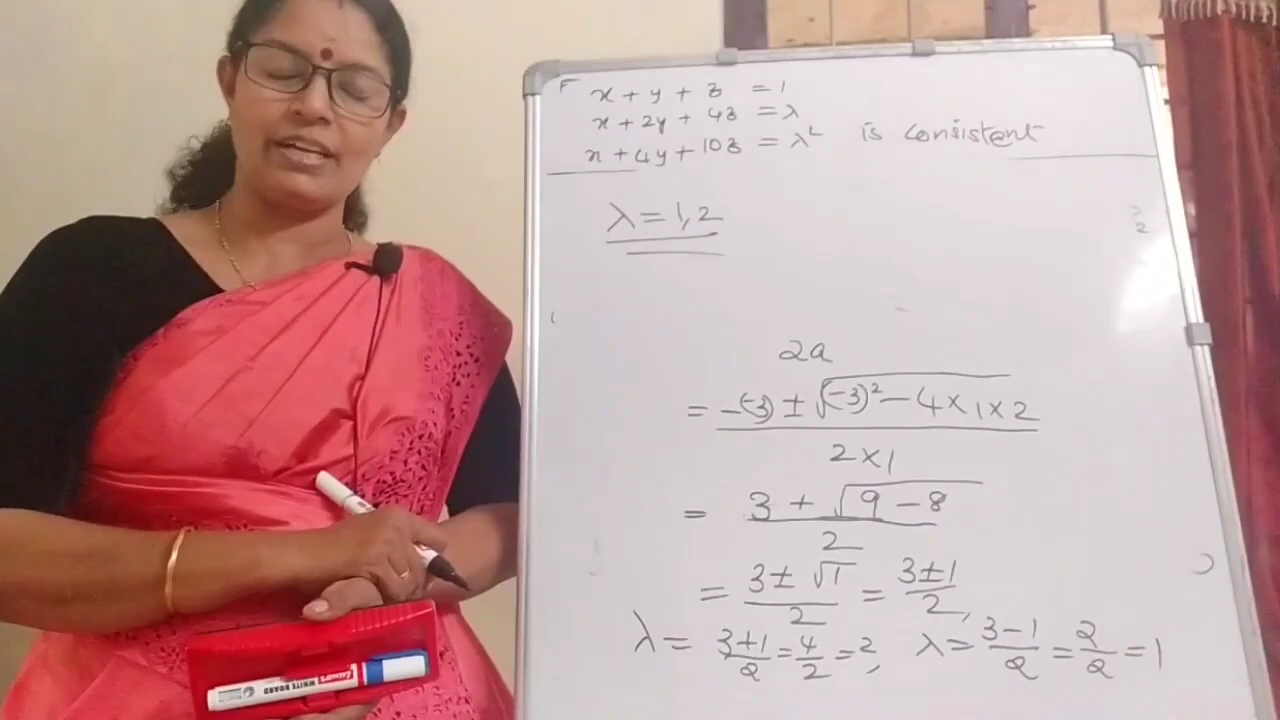 x + y + z = 1
x + 2y + 4z = λ
x + 4y + 10z = λ² is consistent
λ = 1, 2
2a
= -(-3) ± √(-3)² - 4 × 1 × 2
2 × 1
= 3 + √9 - 8
2
= 3 ± √1 / 2 = 3 ± 1 / 2,
λ = 3+1 / 2 = 4 / 2 = 2, λ = 3 - 1 / 2 = 2 / 2 = 1
WHITE BOARD